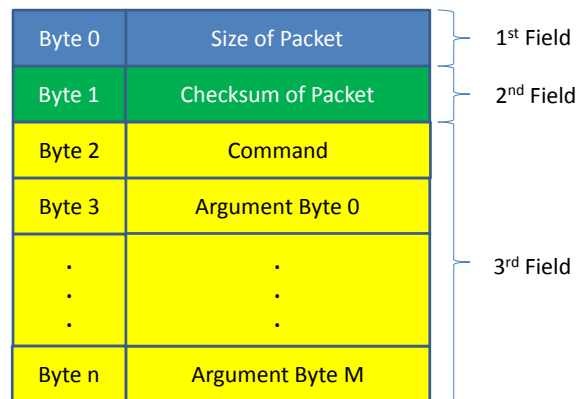 Byte 0 Size of Packet 1st Field
Byte 1 Checksum of Packet 2nd Field
Byte 2 Command
Byte 3 Argument Byte 0
. .
. . 3rd Field
. .
Byte n Argument Byte M